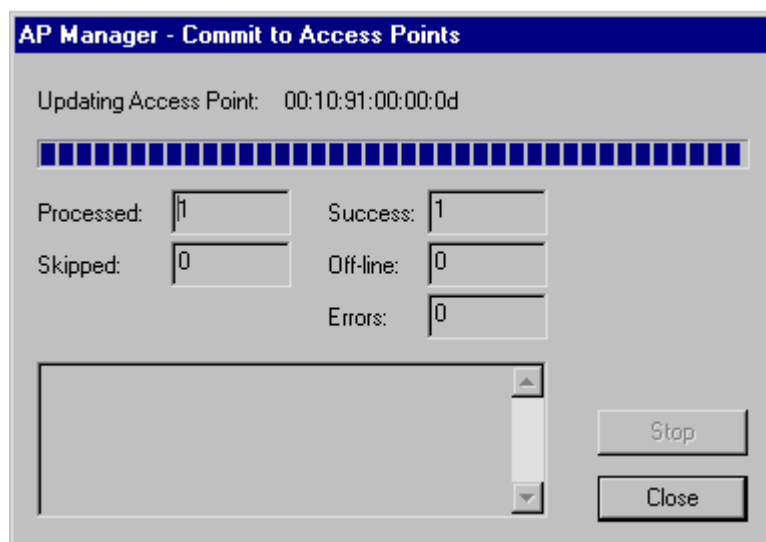 AP Manager - Commit to Access Points
Updating Access Point: 00:10:91:00:00:0d
Processed: 1 Success: 1
Skipped: 0 Off-line: 0
Errors: 0
Stop
Close